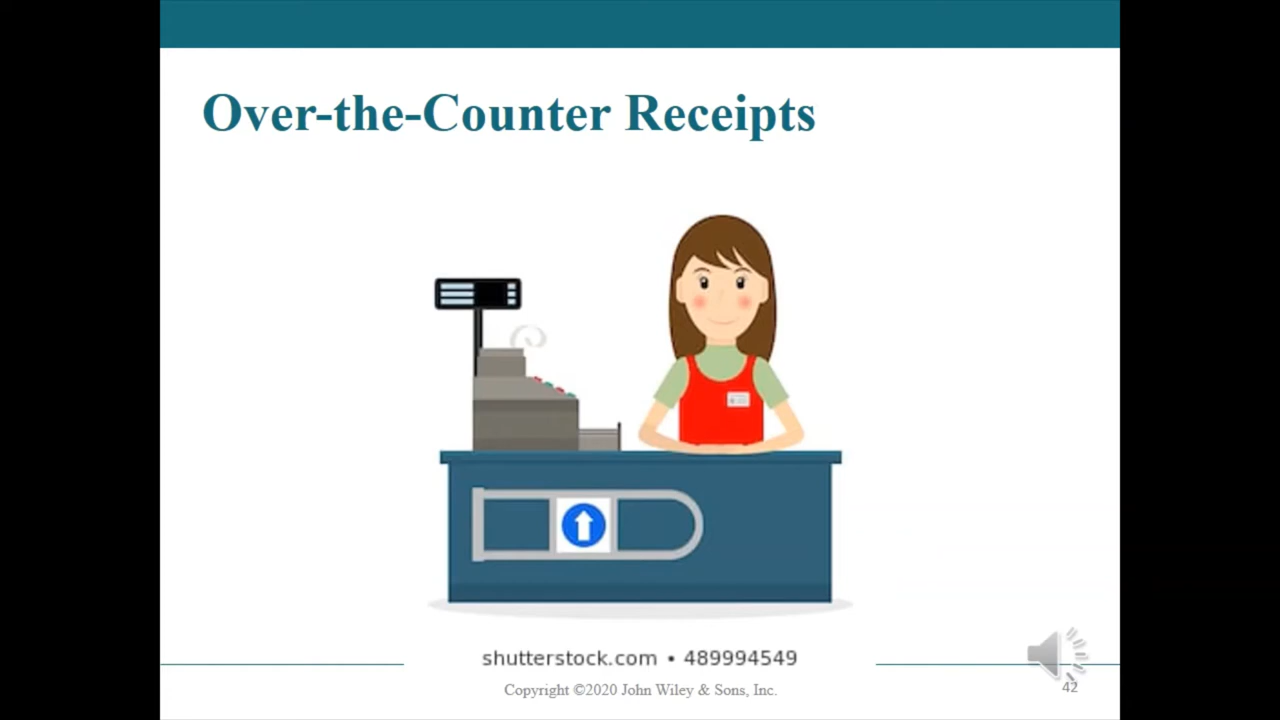 Over-the-Counter Receipts
shutterstock.com • 489994549
Copyright ©2020 John Wiley & Sons, Inc.
42